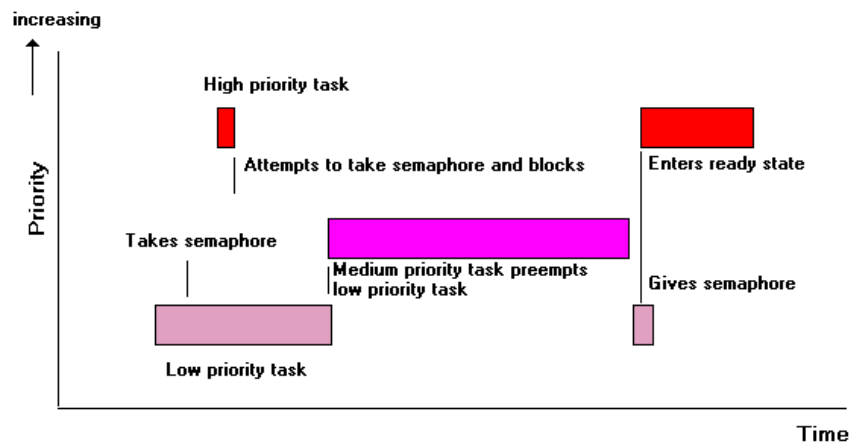 increasing
High priority task
Attempts to take semaphore and blocks
Enters ready state
Priority
Takes semaphore
Medium priority task preempts
low priority task
Gives semaphore
Low priority task
Time